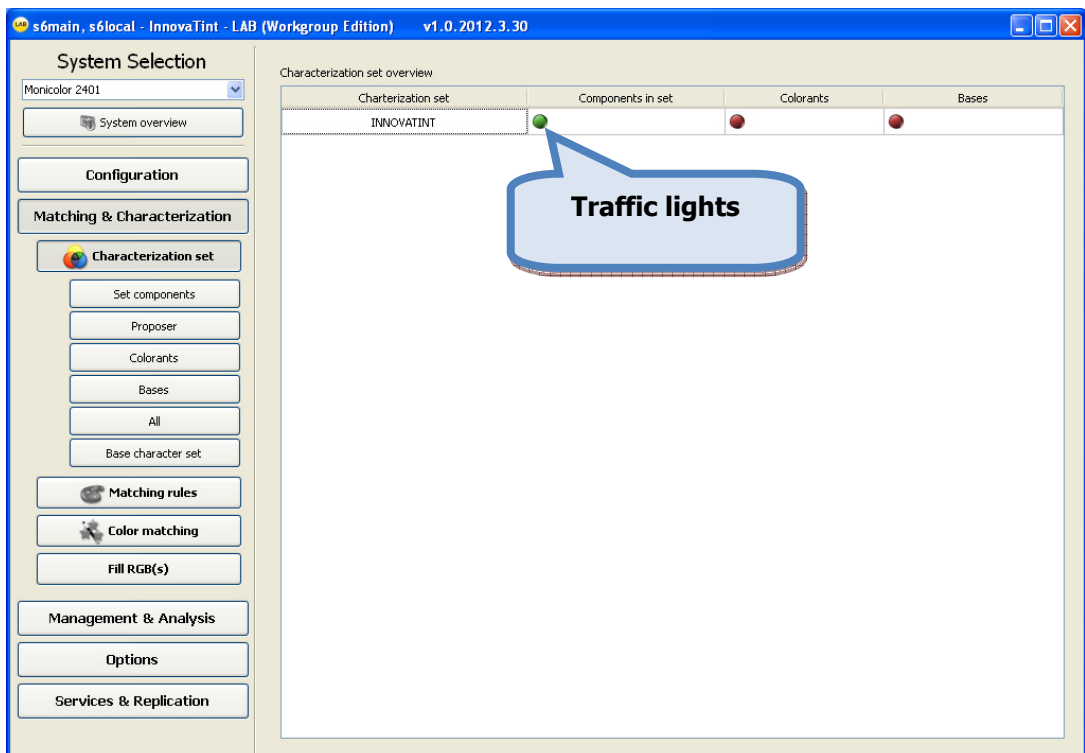 s6main, s6local - InnovaTint - LAB (Workgroup Edition) v1.0.2012.3.30
System Selection
Monicolor 2401
System overview
Configuration
Matching & Characterization
Characterization set
Set components
Proposer
Colorants
Bases
All
Base character set
Matching rules
Color matching
Fill RGB(s)
Management & Analysis
Options
Services & Replication
Characterization set overview
Charterization set Components in set Colorants Bases
INNOVATINT
Traffic lights